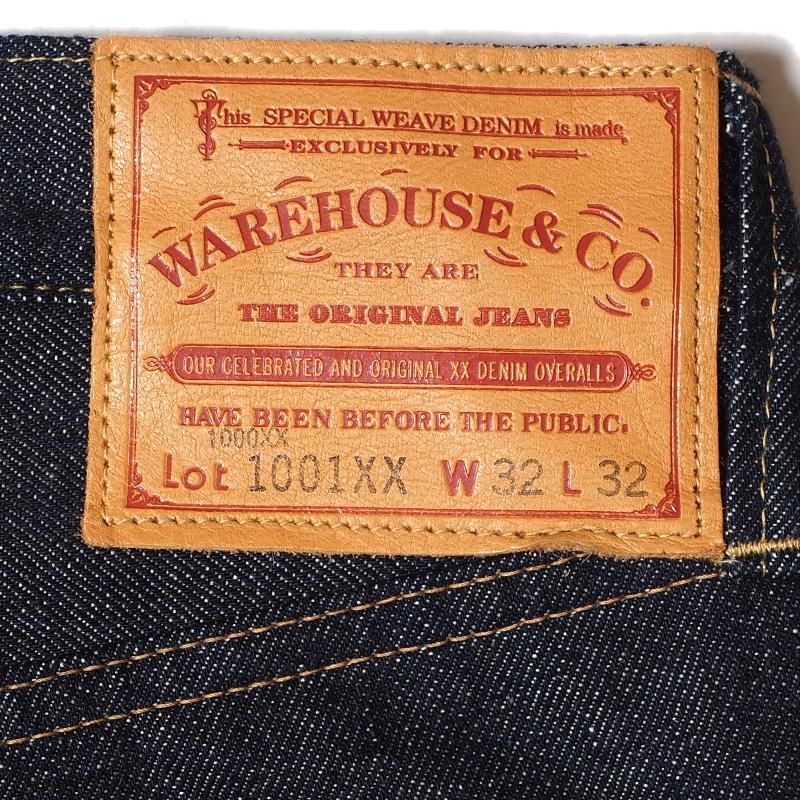 This SPECIAL WEAVE DENIM is made
EXCLUSIVELY FOR
WAREHOUSE & CO.
THEY ARE
THE ORIGINAL JEANS
OUR CELEBRATED AND ORIGINAL XX DENIM OVERALLS
HAVE BEEN BEFORE THE PUBLIC.
1000XX
Lot 1001XX W 32 L 32